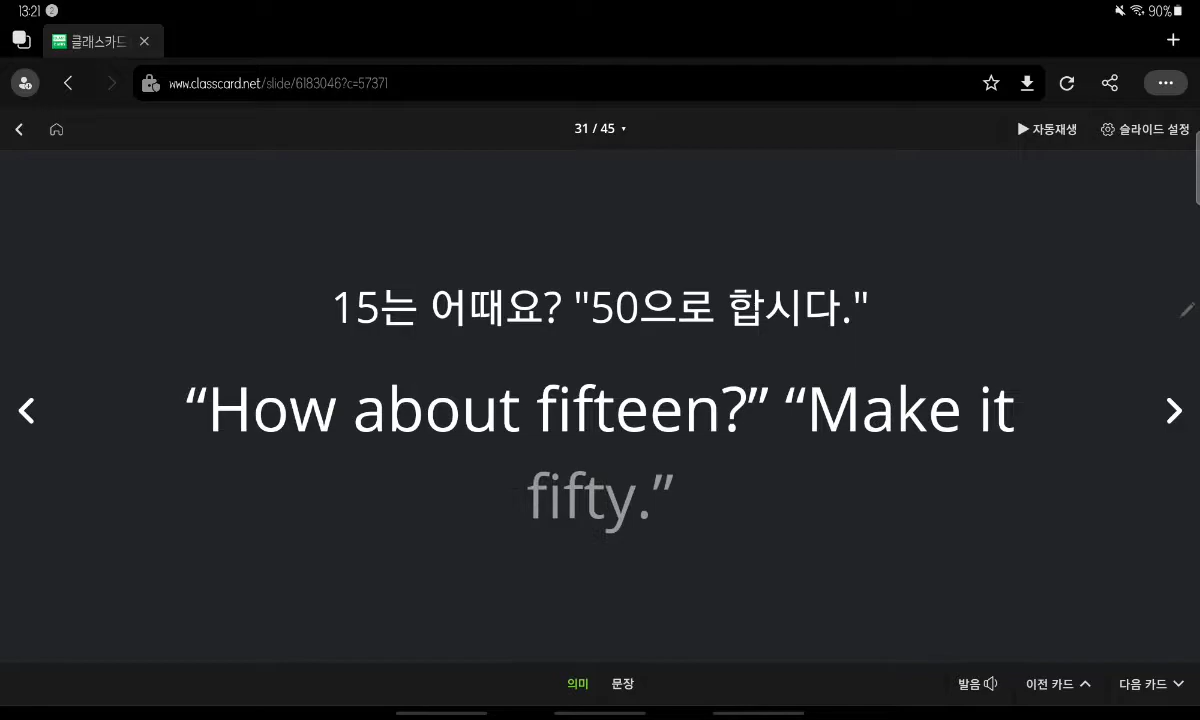 13:21 2 90%
클래스카드
www.classcard.net/slide/6183046?c=57371
31 / 45 자동재생 슬라이드 설정
15는 어때요? "50으로 합시다."
“How about fifteen?” “Make it
fifty.”
의미 문장 발음 이전 카드 다음 카드